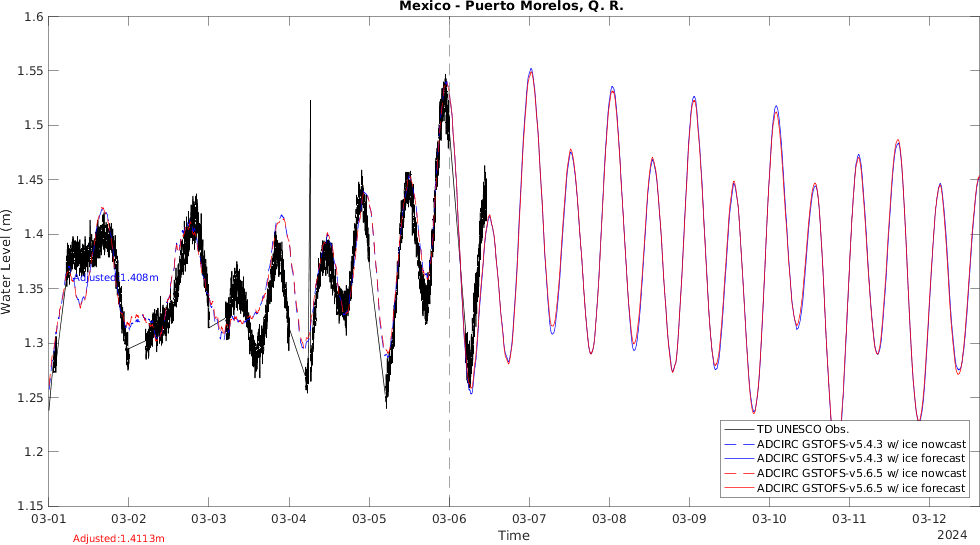 Mexico - Puerto Morelos, Q. R.
1.6
1.55
1.5
1.45
1.4
1.35
1.3
1.25
1.2
1.15
Water Level (m)
Adjusted:1.408m
TD UNESCO Obs.
ADCIRC GSTOFS-v5.4.3 w/ ice nowcast
ADCIRC GSTOFS-v5.4.3 w/ ice forecast
ADCIRC GSTOFS-v5.6.5 w/ ice nowcast
ADCIRC GSTOFS-v5.6.5 w/ ice forecast
03-01 03-02 03-03 03-04 03-05 03-06 03-07 03-08 03-09 03-10 03-11 03-12
Time
2024
Adjusted:1.4113m